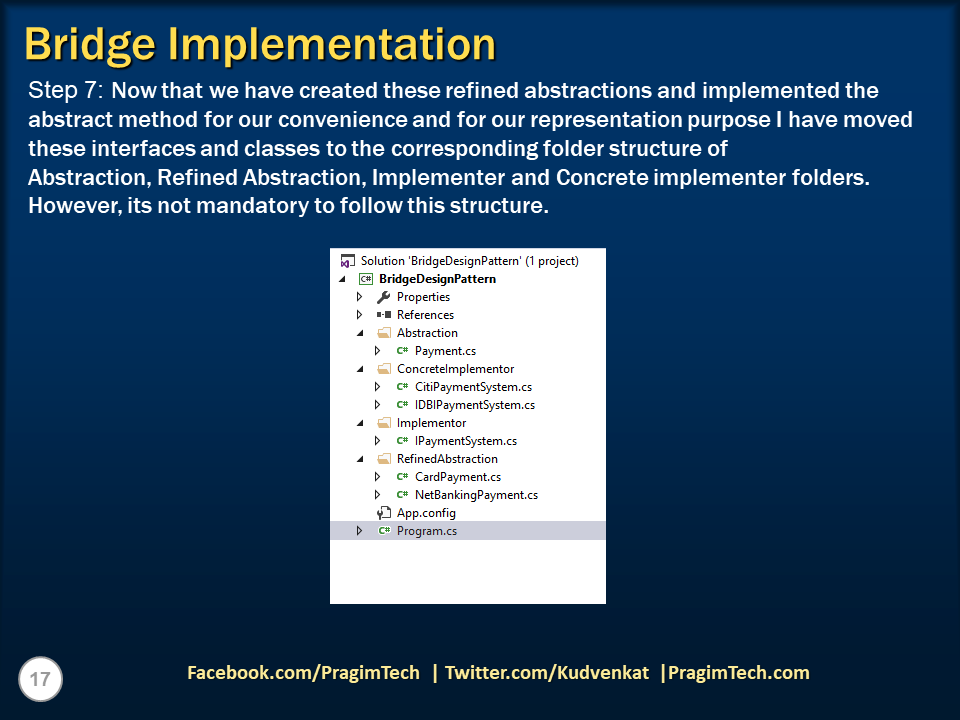 Bridge Implementation
Step 7: Now that we have created these refined abstractions and implemented the
abstract method for our convenience and for our representation purpose I have moved
these interfaces and classes to the corresponding folder structure of
Abstraction, Refined Abstraction, Implementer and Concrete implementer folders.
However, its not mandatory to follow this structure.
Solution 'BridgeDesignPattern' (1 project)
C# BridgeDesignPattern
Properties
References
Abstraction
C# Payment.cs
ConcreteImplementor
C# CitiPaymentSystem.cs
C# IDBIPaymentSystem.cs
Implementor
C# IPaymentSystem.cs
RefinedAbstraction
C# CardPayment.cs
C# NetBankingPayment.cs
App.config
C# Program.cs
17
Facebook.com/PragimTech | Twitter.com/Kudvenkat |PragimTech.com